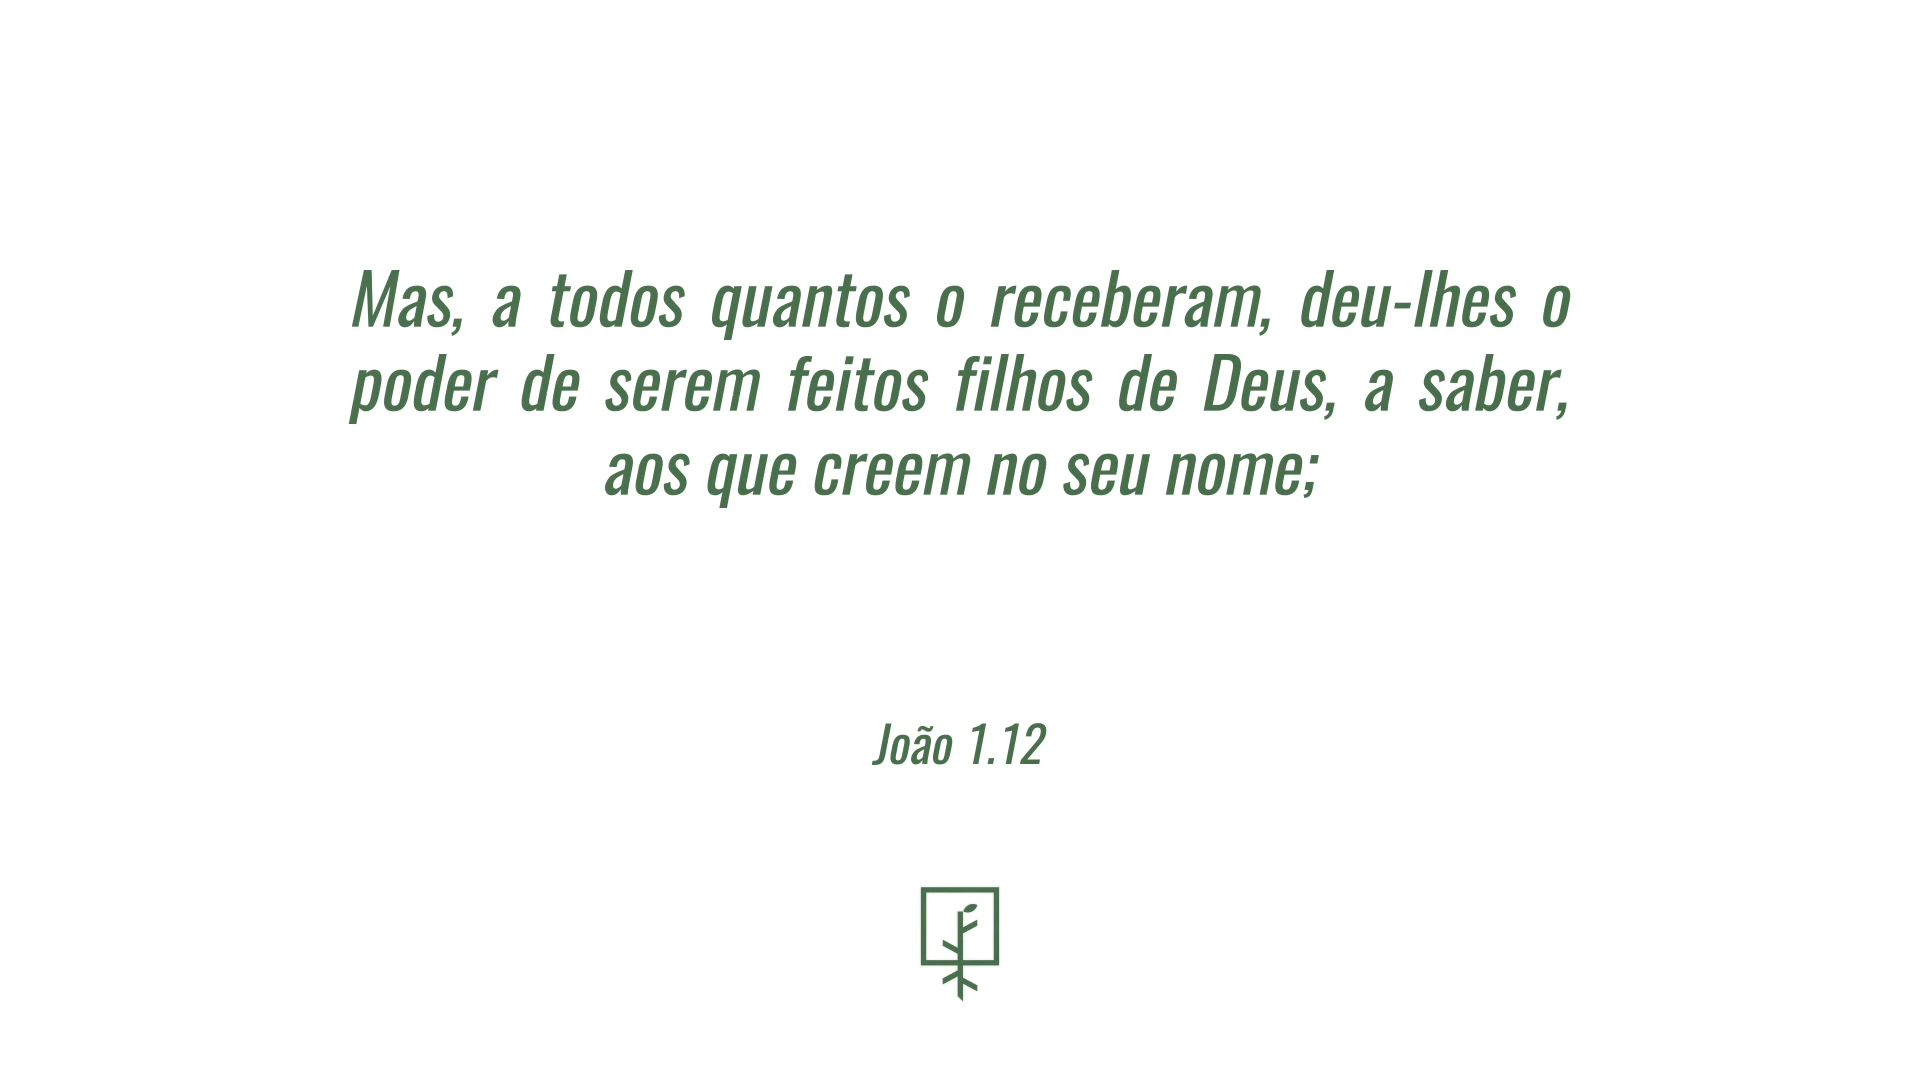 Mas, a todos quantos o receberam, deu-lhes o
poder de serem feitos filhos de Deus, a saber,
aos que creem no seu nome;
João 1.12